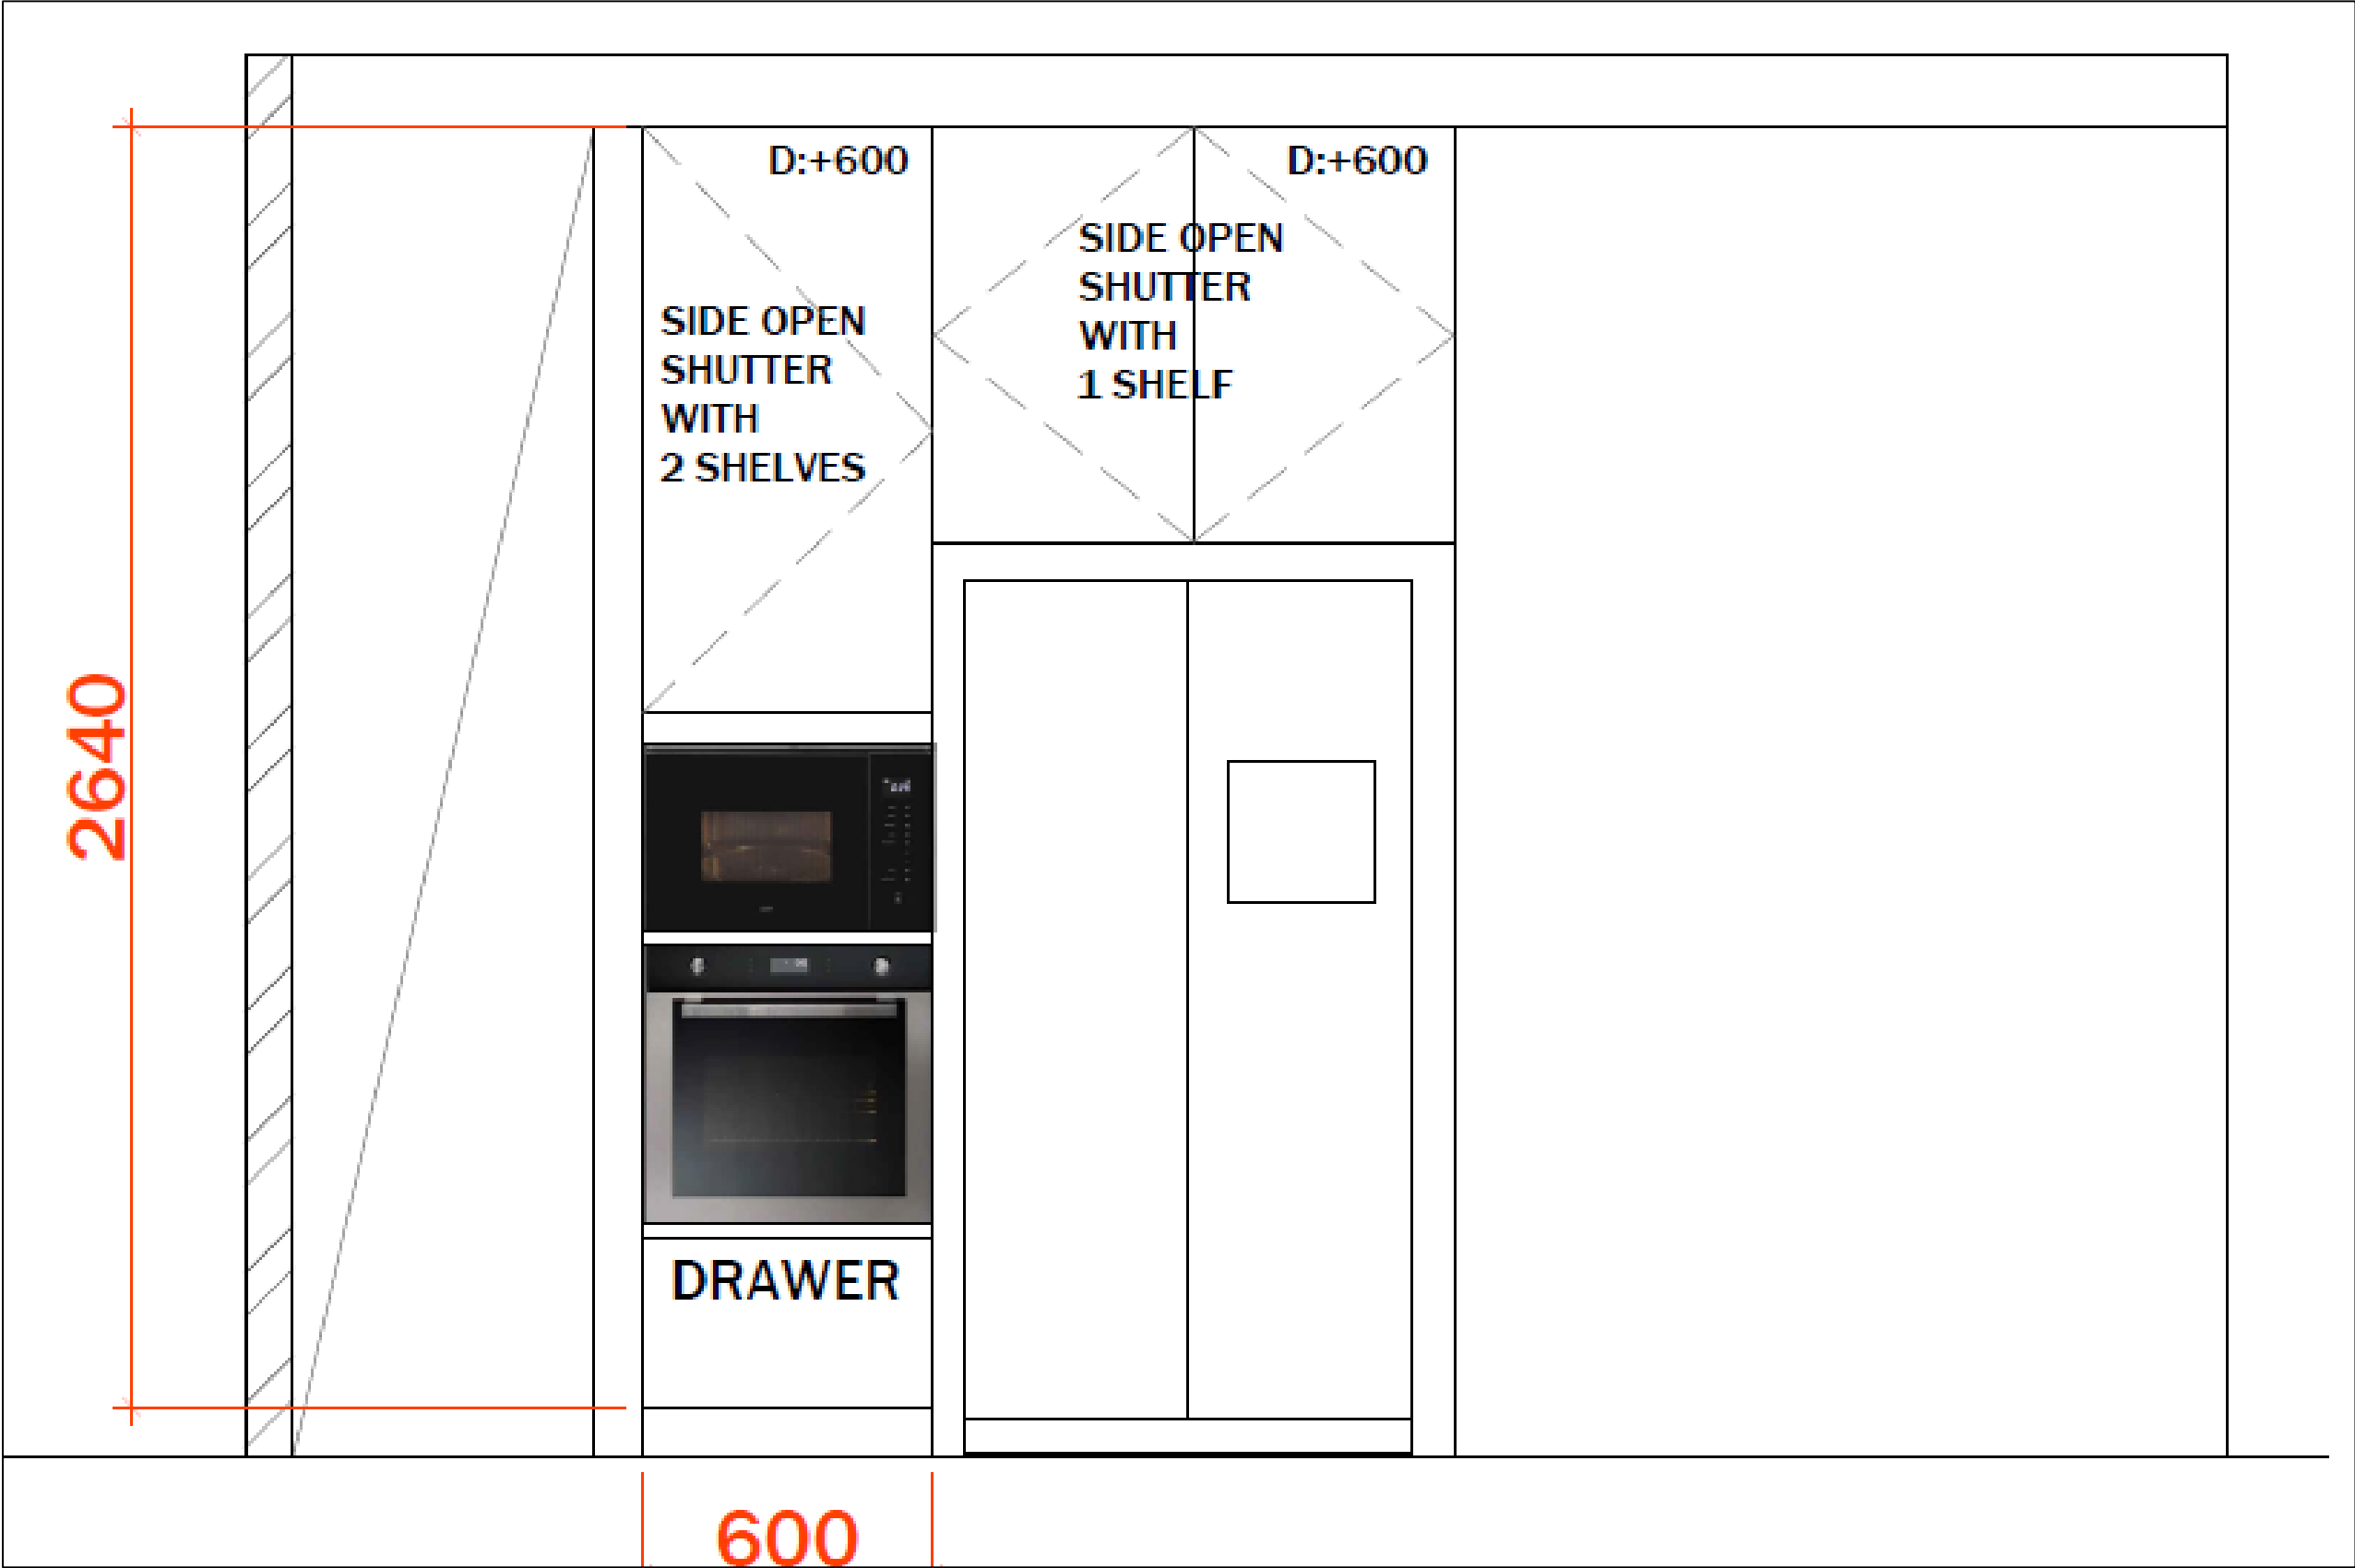 D:+600
D:+600
SIDE OPEN
SHUTTER
WITH
1 SHELF
SIDE OPEN
SHUTTER
WITH
2 SHELVES
2640
DRAWER
600